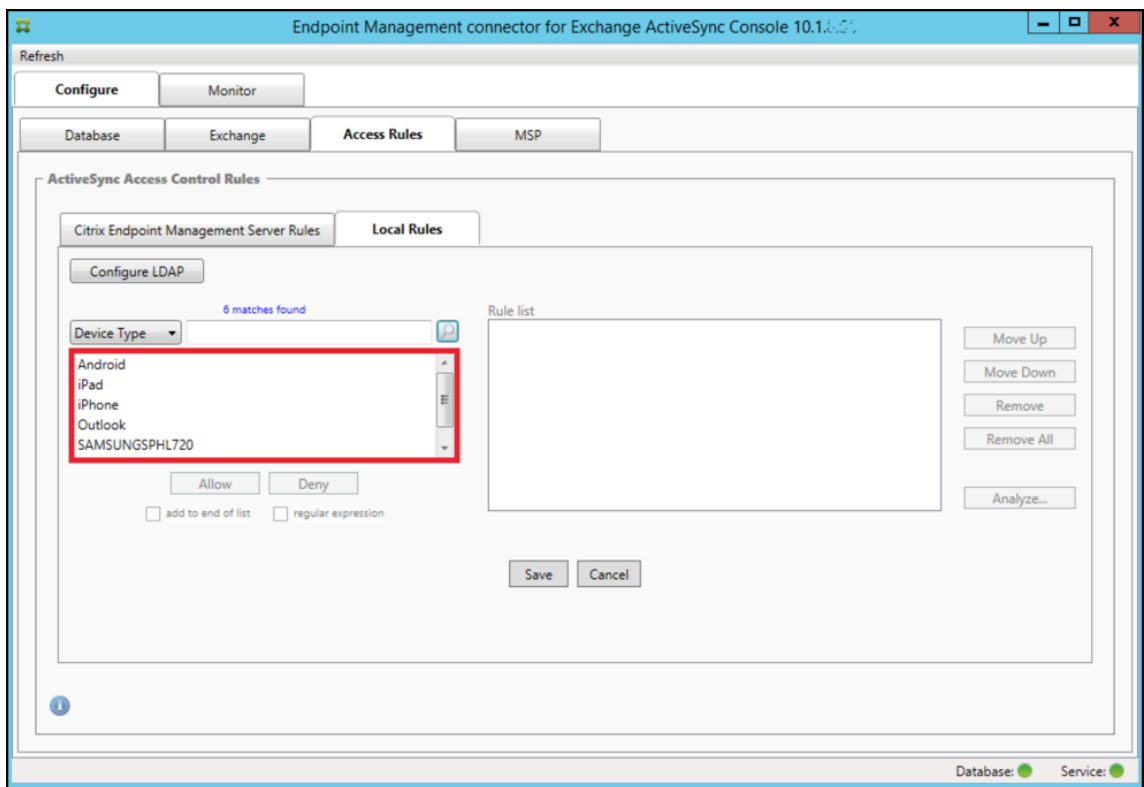 Endpoint Management connector for Exchange ActiveSync Console 10.1.
Refresh
Configure Monitor
Database Exchange Access Rules MSP
ActiveSync Access Control Rules
Citrix Endpoint Management Server Rules Local Rules
Configure LDAP
6 matches found Rule list
Device Type Move Up
Android
iPad Move Down
iPhone Remove
Outlook
SAMSUNGSPHL720 Remove All
Allow Deny
Analyze...
add to end of list regular expression
Save Cancel
Database: Service: